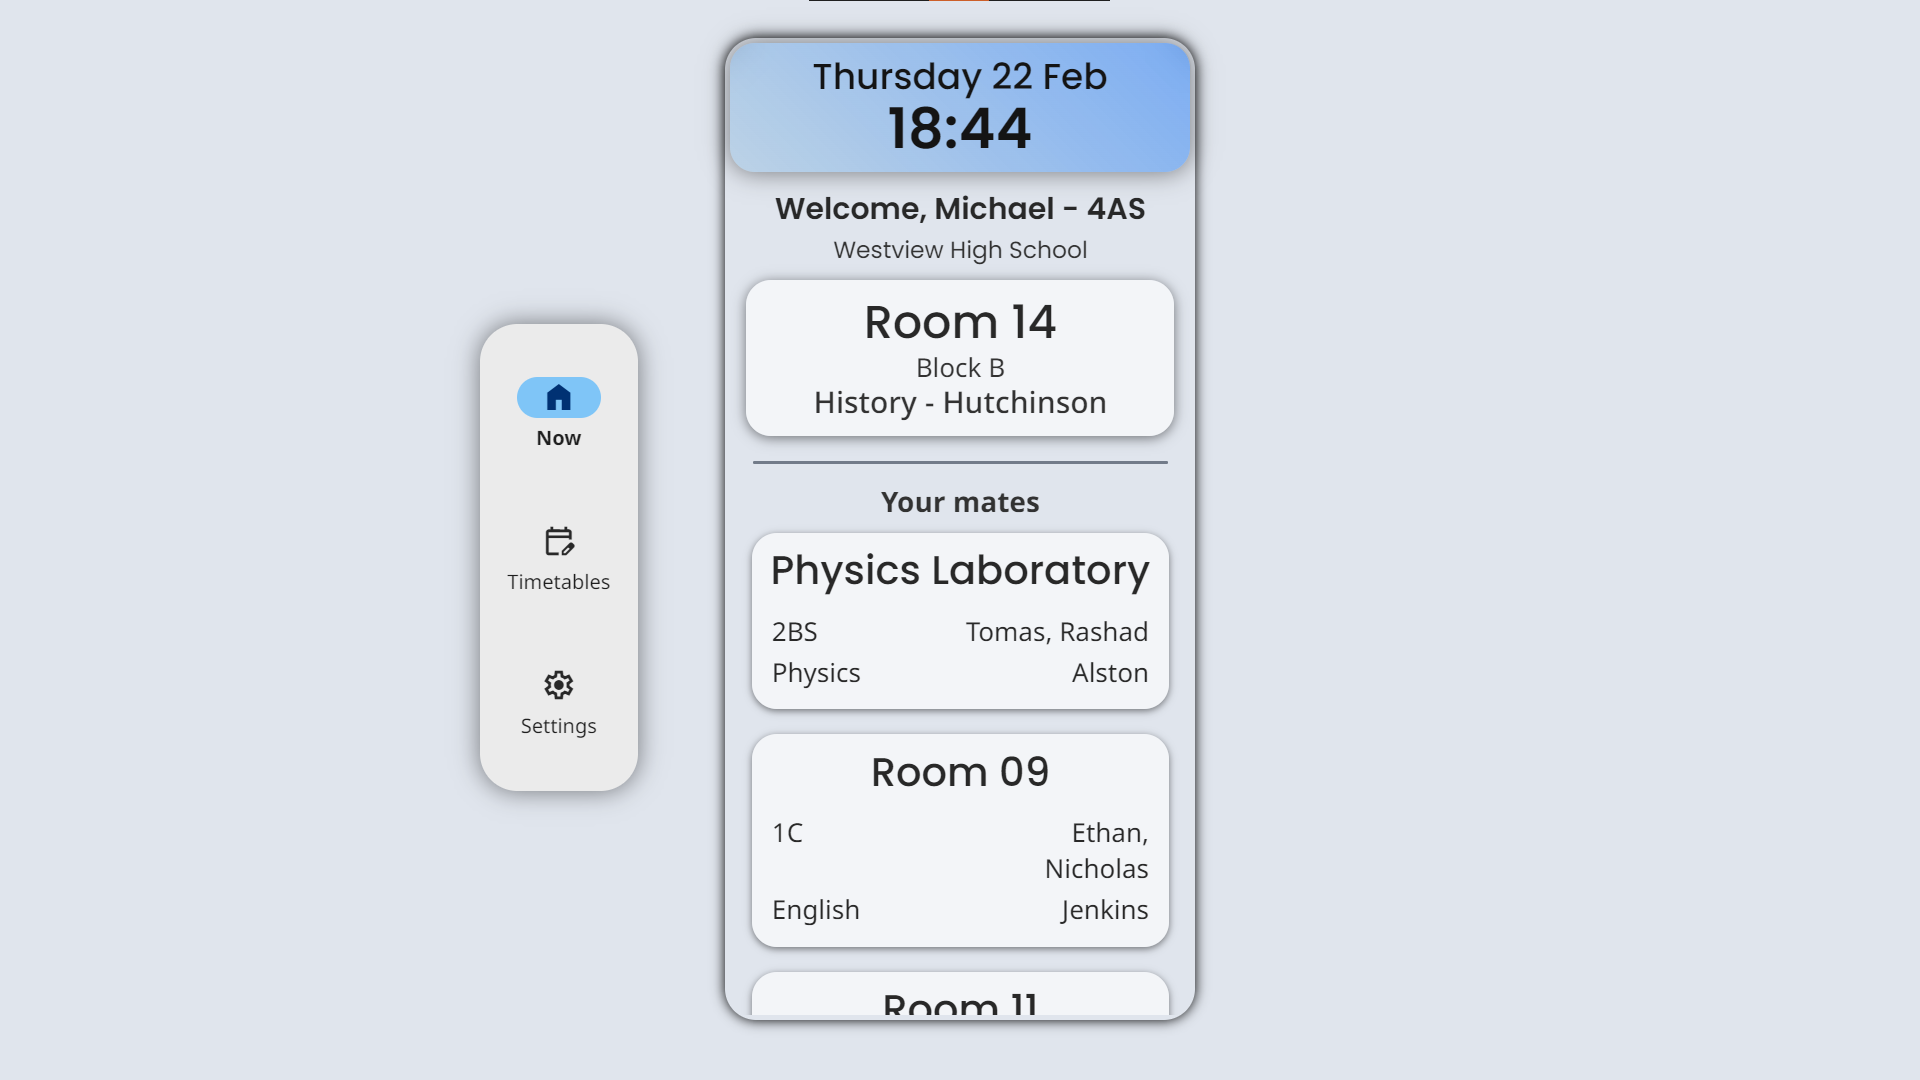 Thursday 22 Feb
18:44
Welcome, Michael - 4AS
Westview High School
Room 14
Block B
History - Hutchinson
Now
Timetables
Settings
Your mates
Physics Laboratory
2BS Tomas, Rashad
Physics Alston
Room 09
1C Ethan,
Nicholas
English Jenkins
Room 11